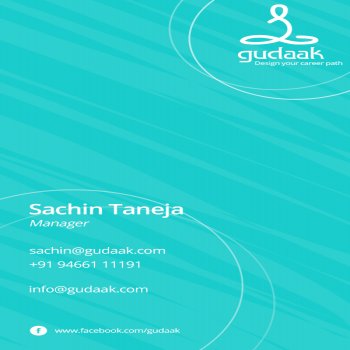 gudaak
Design your career path
Sachin Taneja
Manager
sachin@gudaak.com
+91 94661 11191
info@gudaak.com
f www.facebook.com/gudaak